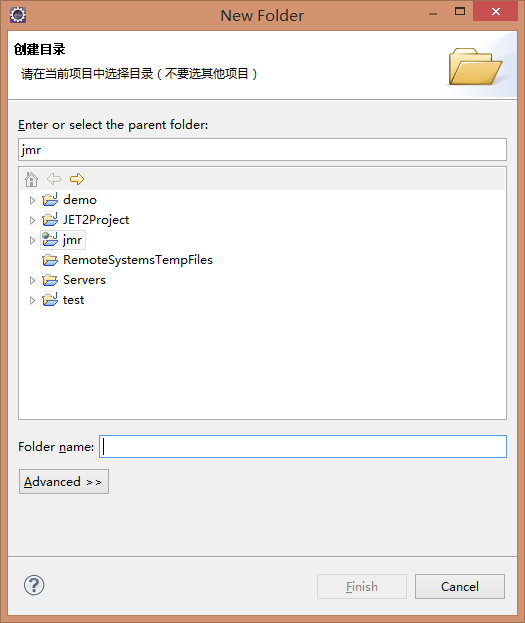 New Folder
创建目录
请在当前项目中选择目录（不要选其他项目）
Enter or select the parent folder:
jmr
demo
JET2Project
jmr
RemoteSystemsTempFiles
Servers
test
Folder name:
Advanced >>
Finish
Cancel